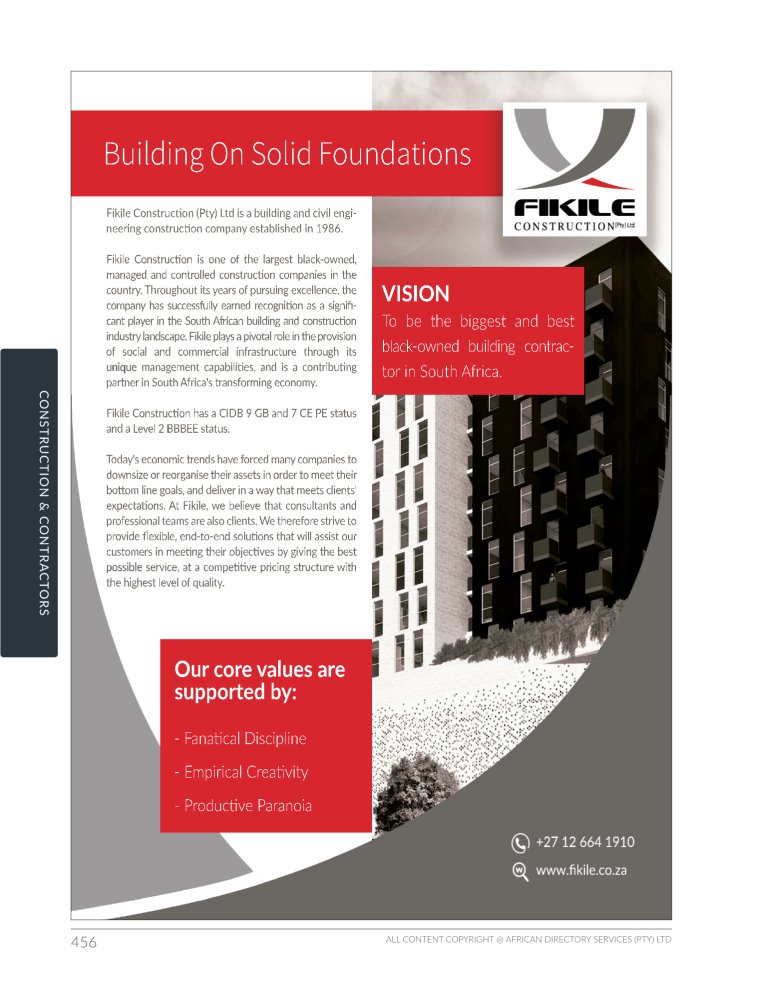 Building On Solid Foundations
FIKILE
CONSTRUCTION(Pty) Ltd
Fikile Construction (Pty) Ltd is a building and civil engi-
neering construction company established in 1986.
Fikile Construction is one of the largest black-owned,
managed and controlled construction companies in the
country. Throughout its years of pursuing excellence, the
company has successfully earned recognition as a signifi-
cant player in the South African building and construction
industry landscape. Fikile plays a pivotal role in the provision
of social and commercial infrastructure through its
unique management capabilities, and is a contributing
partner in South Africa's transforming economy.
Fikile Construction has a CIDB 9 GB and 7 CE PE status
and a Level 2 BBBEE status.
Today's economic trends have forced many companies to
downsize or reorganise their assets in order to meet their
bottom line goals, and deliver in a way that meets clients'
expectations. At Fikile, we believe that consultants and
professional teams are also clients. We therefore strive to
provide flexible, end-to-end solutions that will assist our
customers in meeting their objectives by giving the best
possible service, at a competitive pricing structure with
the highest level of quality.
VISION
To be the biggest and best
black-owned building contrac-
tor in South Africa.
Our core values are
supported by:
- Fanatical Discipline
- Empirical Creativity
- Productive Paranoia
+27 12 664 1910
www.fikile.co.za
CONSTRUCTION & CONTRACTORS
456
ALL CONTENT COPYRIGHT @ AFRICAN DIRECTORY SERVICES (PTY) LTD